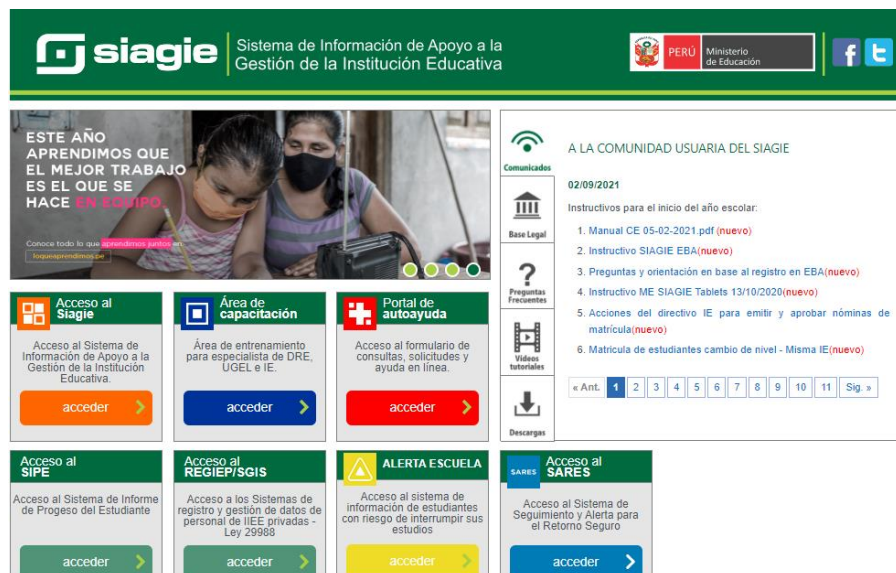 siagie
Sistema de Información de Apoyo a la
Gestión de la Institución Educativa
PERÚ
Ministerio
de Educación
ESTE AÑO
APRENDIMOS QUE
EL MEJOR TRABAJO
ES EL QUE SE
HACE EN EQUIPO.
Conoce todo lo que aprendimos juntos en
loqueaprendimos.pe
Comunicados
Base Legal
Preguntas
Frecuentes
Videos
tutoriales
Descargas
A LA COMUNIDAD USUARIA DEL SIAGIE
02/09/2021
Instructivos para el inicio del año escolar:
1. Manual CE 05-02-2021.pdf (nuevo)
2. Instructivo SIAGIE EBA(nuevo)
3. Preguntas y orientación en base al registro en EBA(nuevo)
4. Instructivo ME SIAGIE Tablets 13/10/2020(nuevo)
5. Acciones del directivo IE para emitir y aprobar nóminas de
matrícula(nuevo)
6. Matricula de estudiantes cambio de nivel - Misma IE(nuevo)
« Ant. 1 2 3 4 5 6 7 8 9 10 11 Sig. »
Acceso al
Siagie
Acceso al Sistema de
Información de Apoyo a la
Gestión de la Institución
Educativa.
acceder
Área de
capacitación
Área de entrenamiento
para especialista de DRE,
UGEL e IE.
acceder
Portal de
autoayuda
Acceso al formulario de
consultas, solicitudes y
ayuda en línea.
acceder
Acceso al
SIPE
Acceso al Sistema de Informe
de Progeso del Estudiante
acceder
Acceso al
REGIEP/SGIS
Acceso a los Sistemas de
registro y gestión de datos de
personal de IIEE privadas -
Ley 29988
acceder
ALERTA ESCUELA
Acceso al sistema de
información de estudiantes
con riesgo de interrumpir sus
estudios
acceder
SARES
Acceso al
SARES
Acceso al Sistema de
Seguimiento y Alerta para
el Retorno Seguro
acceder